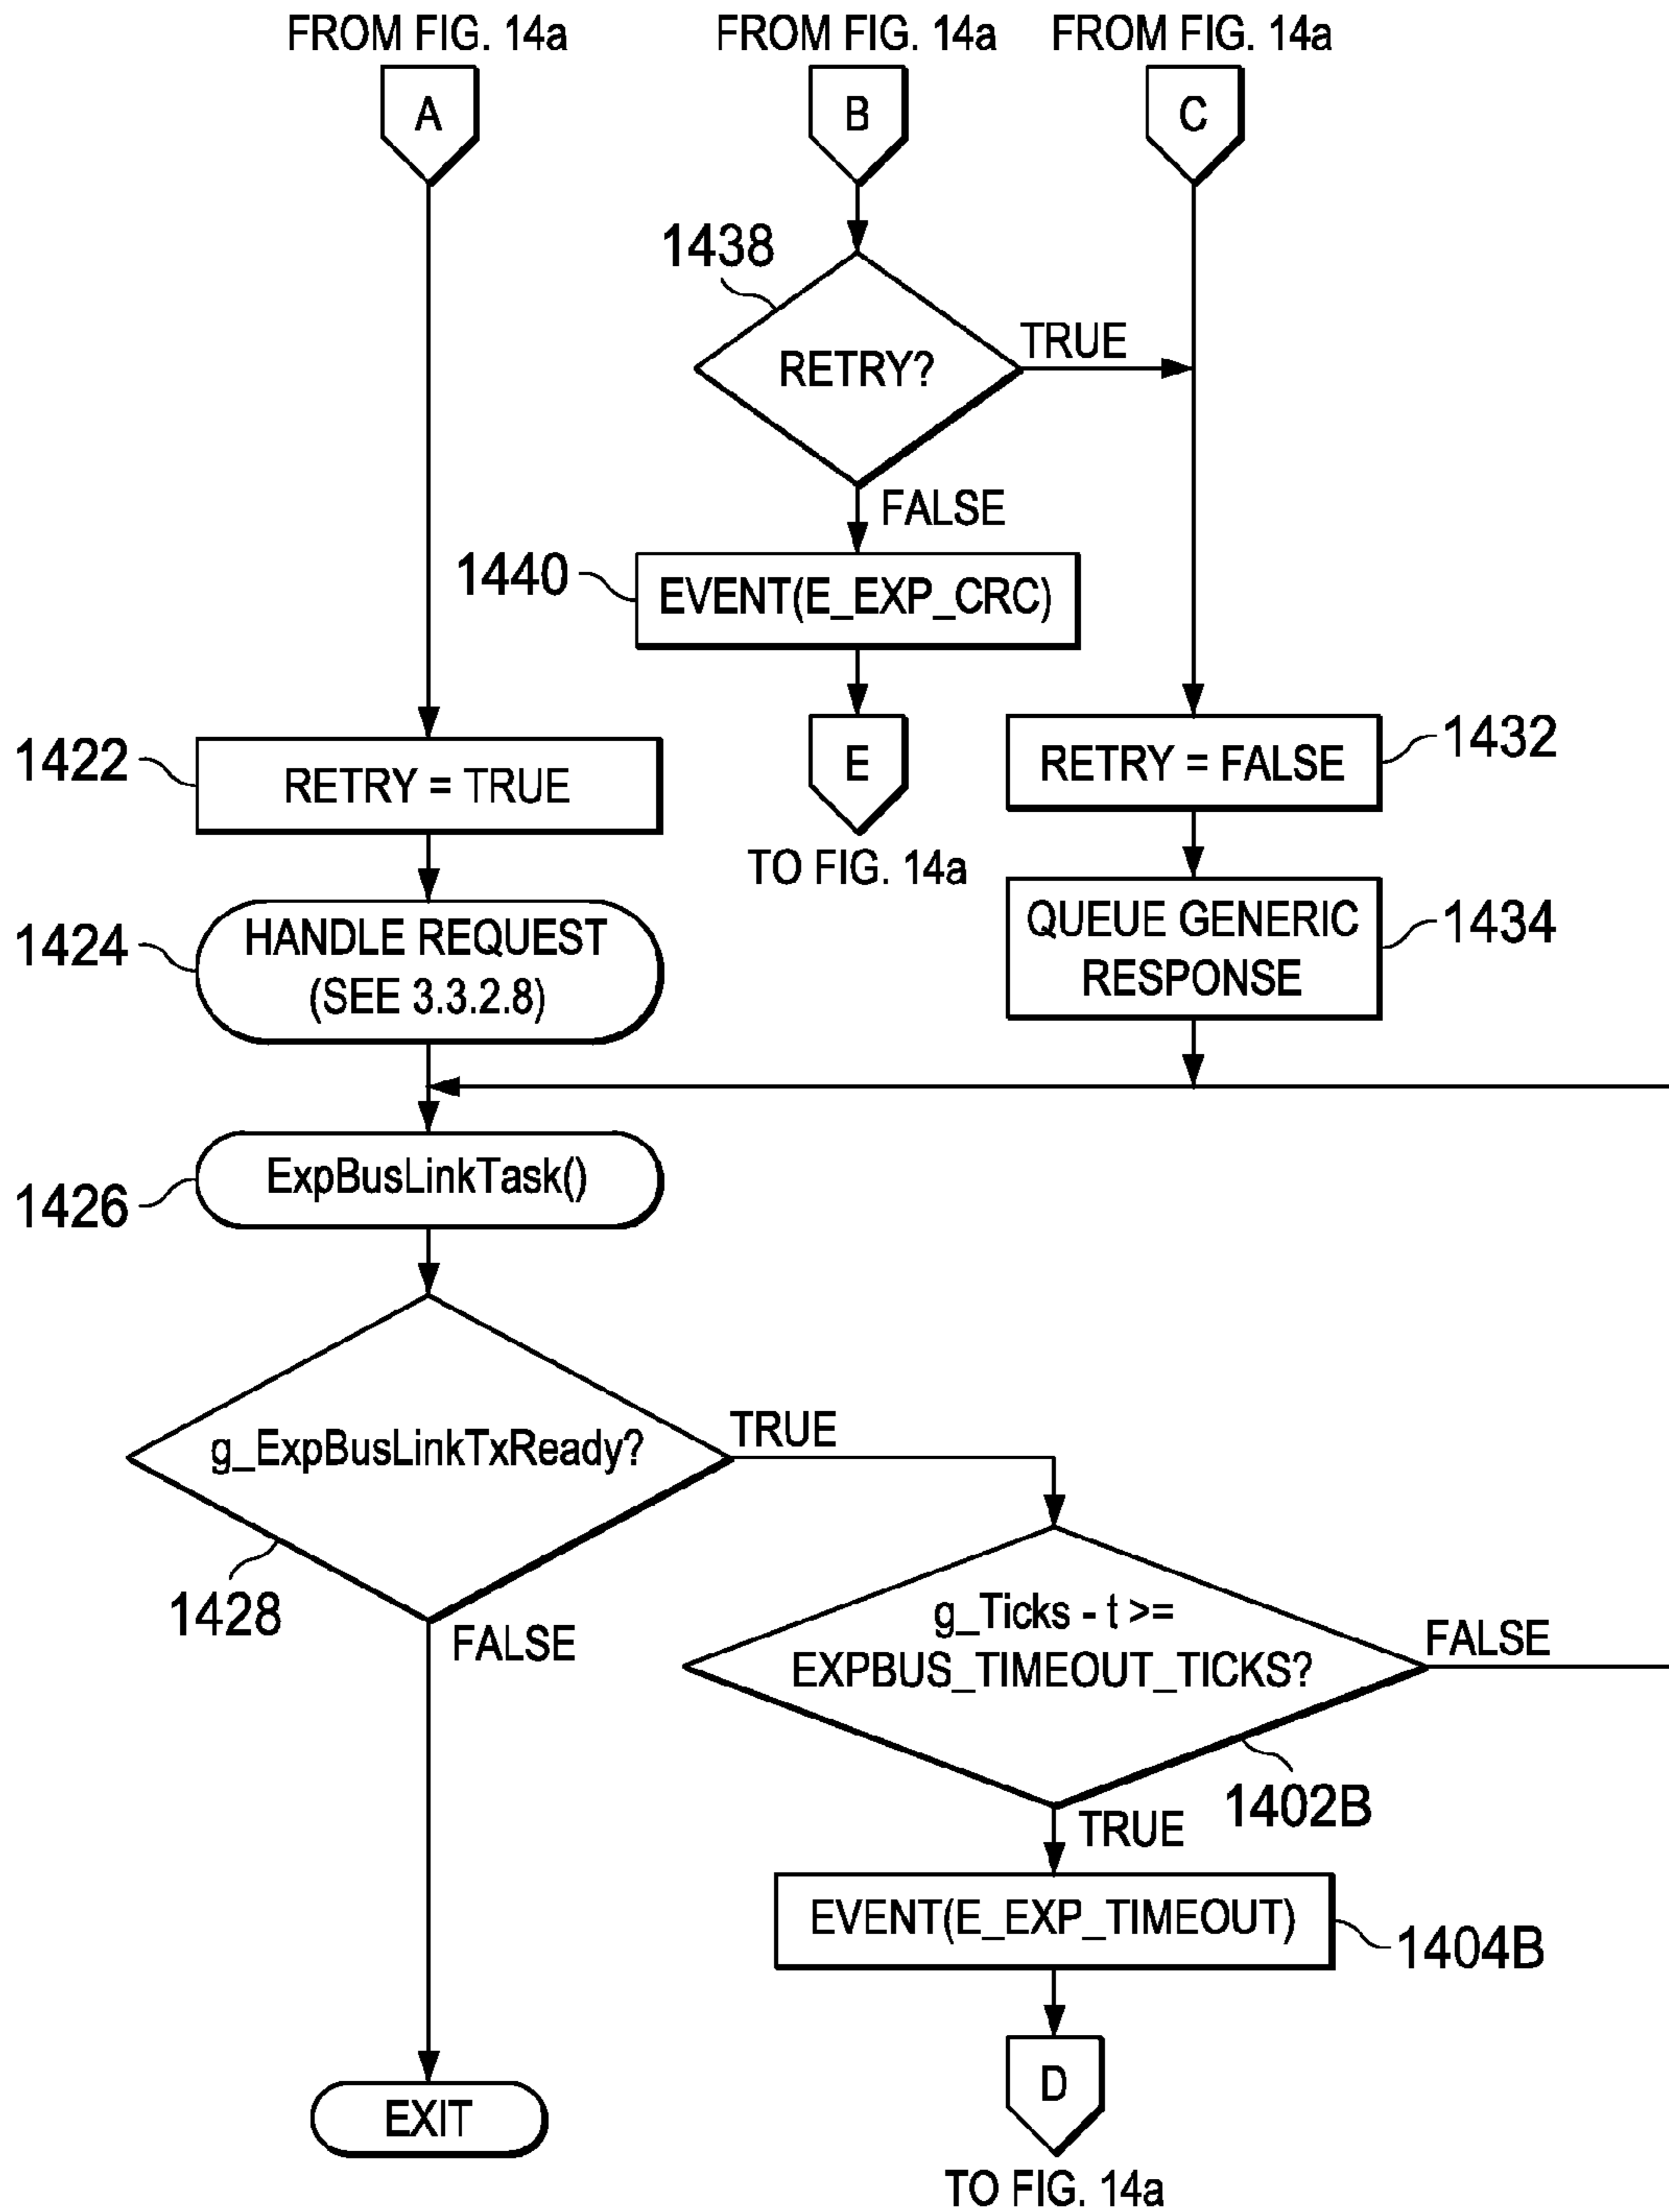 FROM FIG. 14a
FROM FIG. 14a
FROM FIG. 14a
A
B
C
1438
RETRY?
TRUE
FALSE
1440
EVENT(E_EXP_CRC)
1422
RETRY = TRUE
E
RETRY = FALSE
1432
TO FIG. 14a
1424
HANDLE REQUEST
(SEE 3.3.2.8)
QUEUE GENERIC
RESPONSE
1434
1426
ExpBusLinkTask()
g_ExpBusLinkTxReady?
TRUE
1428
FALSE
g_Ticks - t >=
EXPBUS_TIMEOUT_TICKS?
FALSE
1402B
TRUE
EVENT(E_EXP_TIMEOUT)
1404B
EXIT
D
TO FIG. 14a